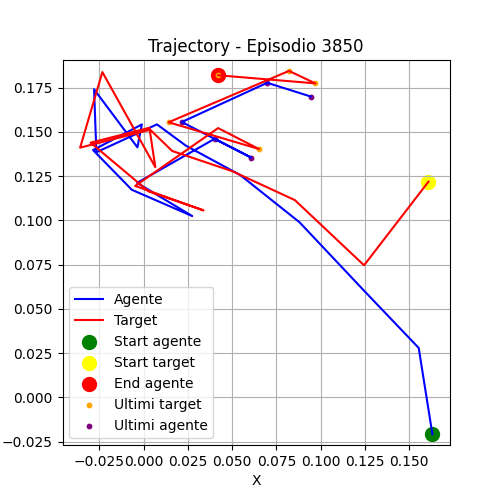 Trajectory - Episodio 3850
0.175
0.150
0.125
0.100
0.075
0.050
0.025
0.000
−0.025
Agente
Target
Start agente
Start target
End agente
Ultimi target
Ultimi agente
−0.025 0.000 0.025 0.050 0.075 0.100 0.125 0.150
X